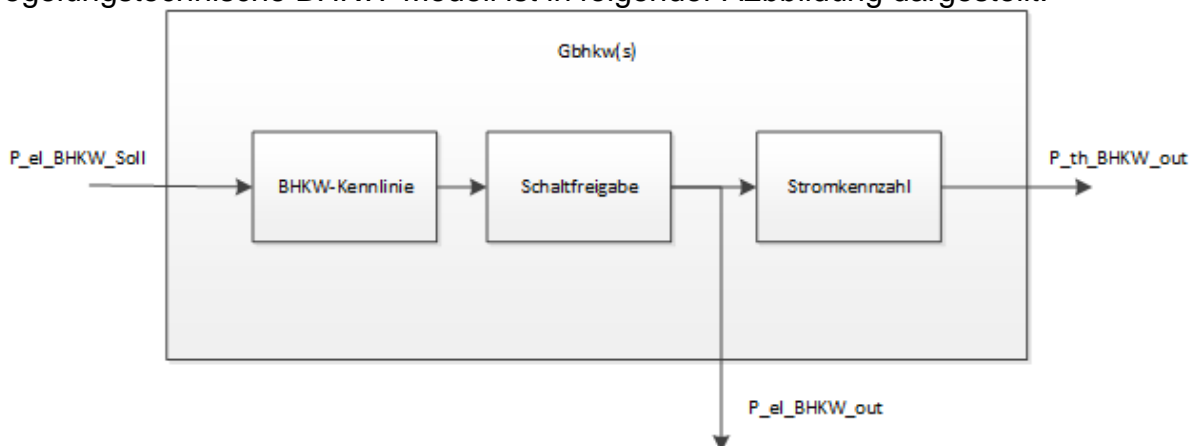 egelungstechnische BHKW-Modell ist in folgender Abbildung dargestellt:
Gbhkw(s)
P_el_BHKW_Soll
BHKW-Kennlinie
Schaltfreigabe
Stromkennzahl
P_th_BHKW_out
P_el_BHKW_out